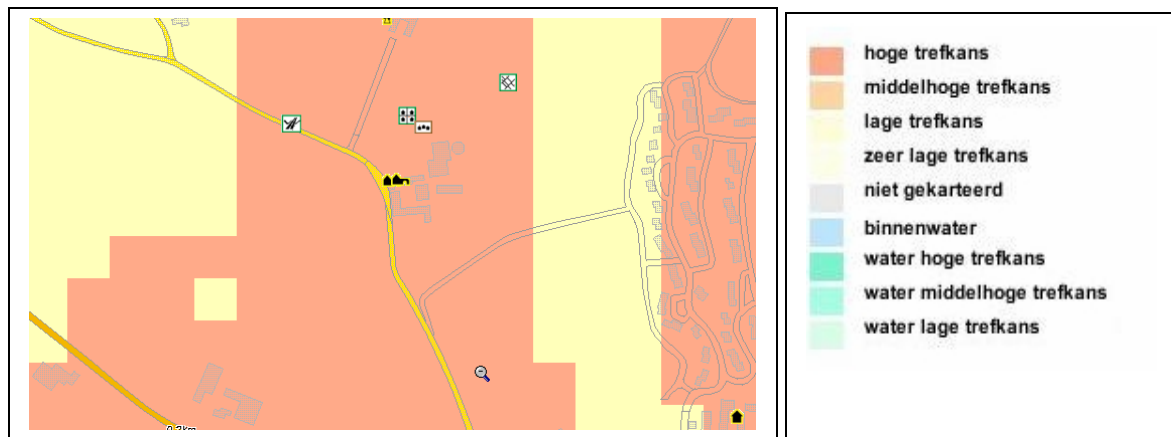 hoge trefkans
middelhoge trefkans
lage trefkans
zeer lage trefkans
niet gekarteerd
binnenwater
water hoge trefkans
water middelhoge trefkans
water lage trefkans